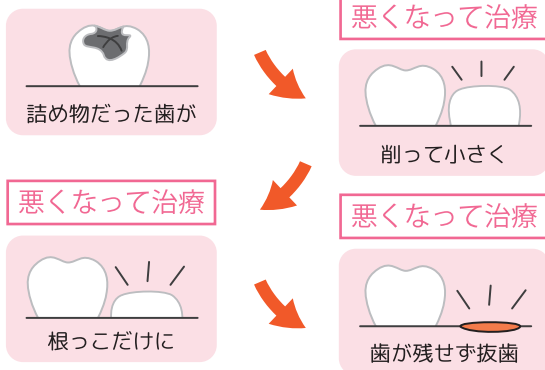 詰め物だった歯が
悪くなって治療
削って小さく
悪くなって治療
根っこだけに
悪くなって治療
歯が残せず抜歯